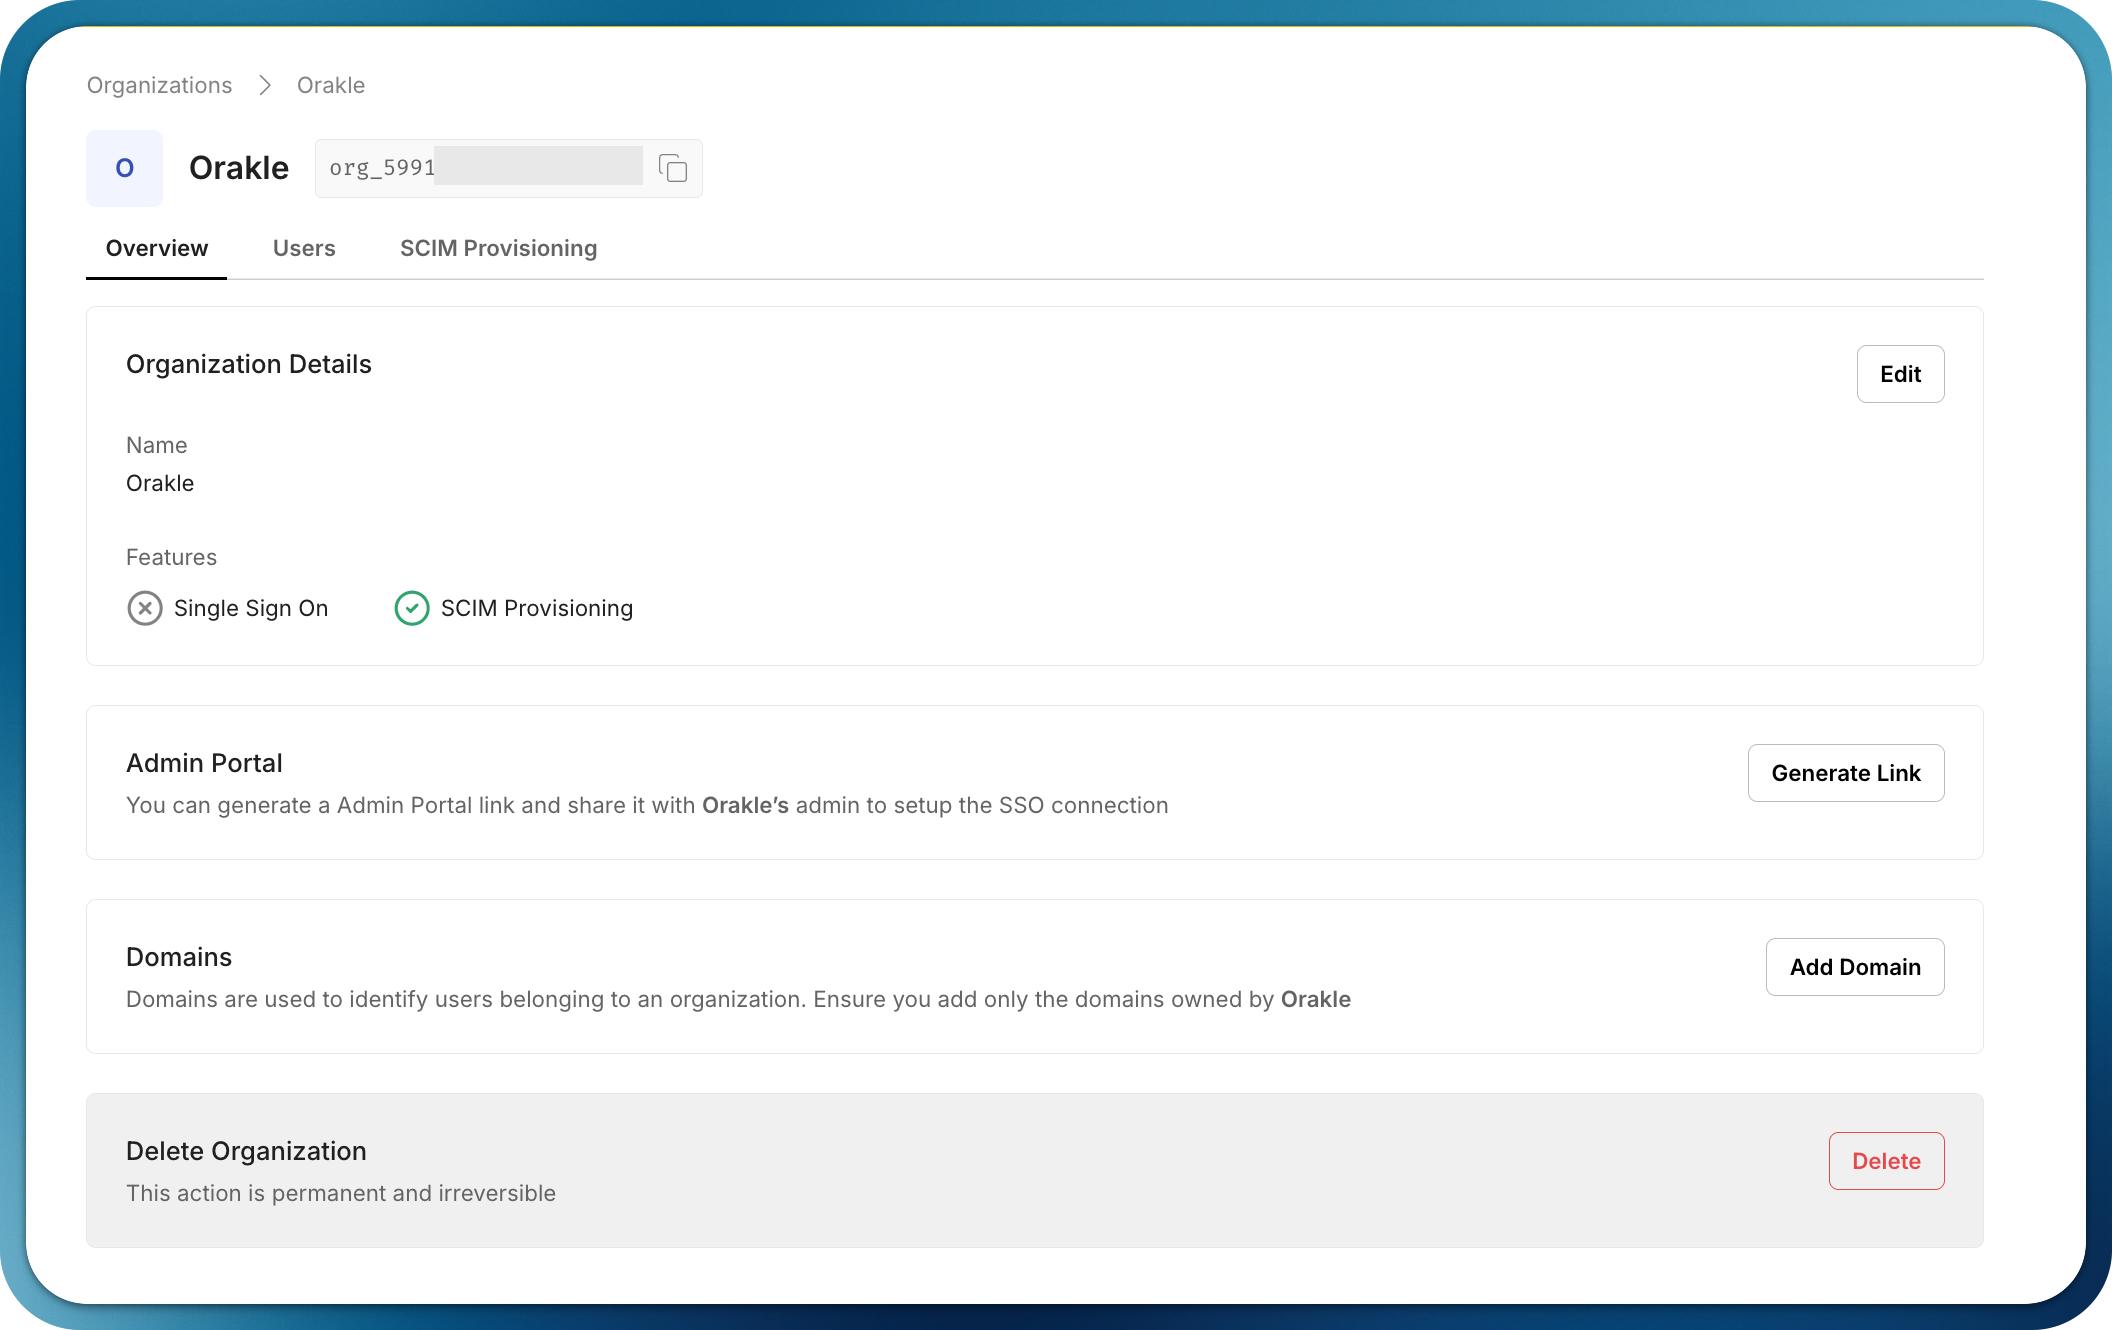 Organizations > Orakle
O Orakle org_5991
Overview Users SCIM Provisioning
Organization Details Edit
Name
Orakle
Features
Single Sign On SCIM Provisioning
Admin Portal Generate Link
You can generate a Admin Portal link and share it with Orakle’s admin to setup the SSO connection
Domains Add Domain
Domains are used to identify users belonging to an organization. Ensure you add only the domains owned by Orakle
Delete Organization Delete
This action is permanent and irreversible